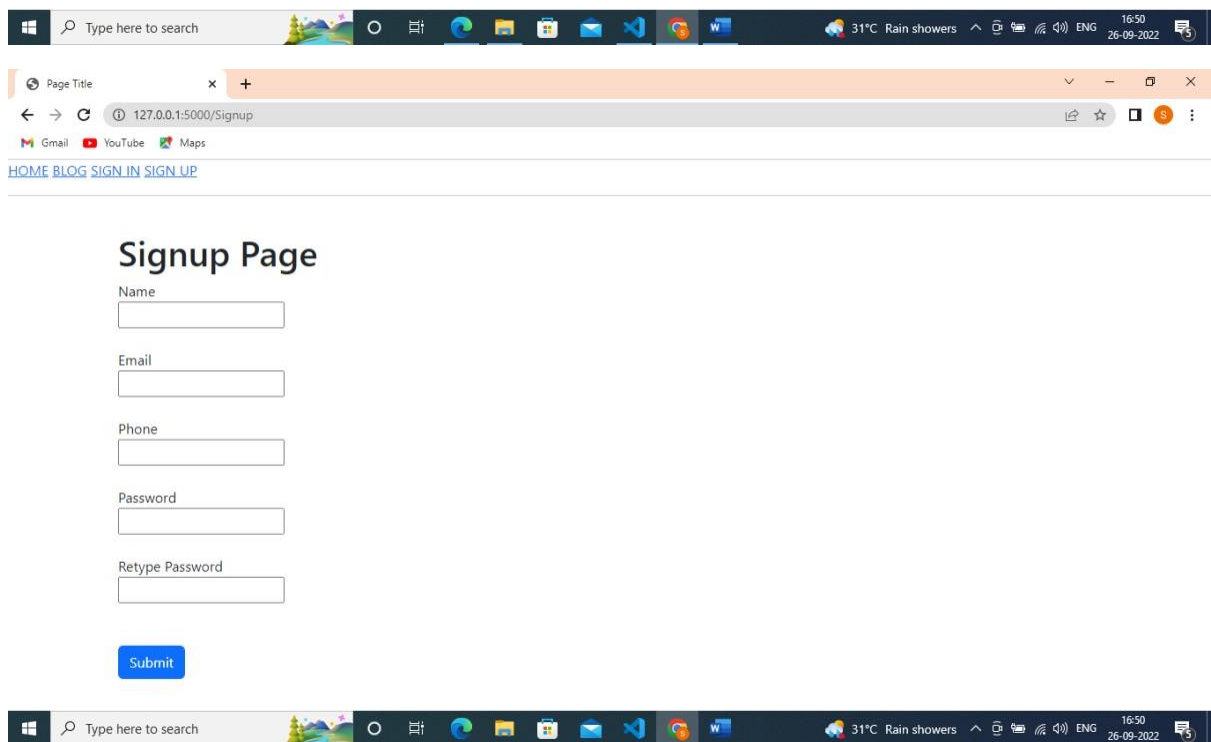 Type here to search 31°C Rain showers ENG 16:50
26-09-2022 5
Page Title
127.0.0.1:5000/Signup S
Gmail YouTube Maps
HOME BLOG SIGN IN SIGN UP
Signup Page
Name
Email
Phone
Password
Retype Password
Submit
Type here to search 31°C Rain showers ENG 16:50
26-09-2022 5